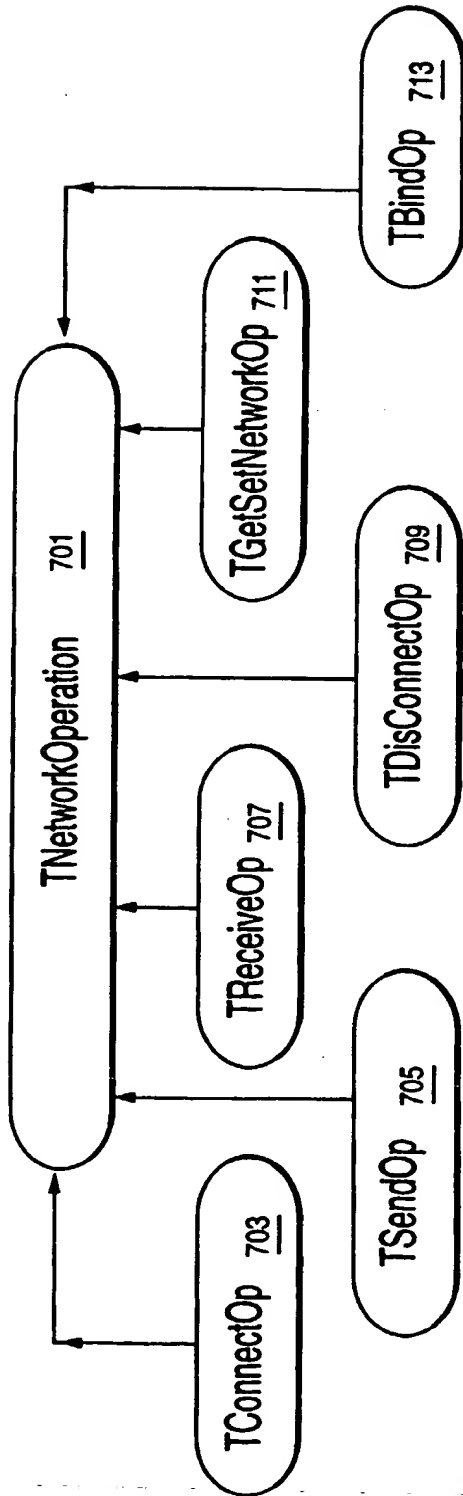 TNetworkOperation 701
TConnectOp 703
TSendOp 705
TReceiveOp 707
TDisConnectOp 709
TGetSetNetworkOp 711
TBindOp 713